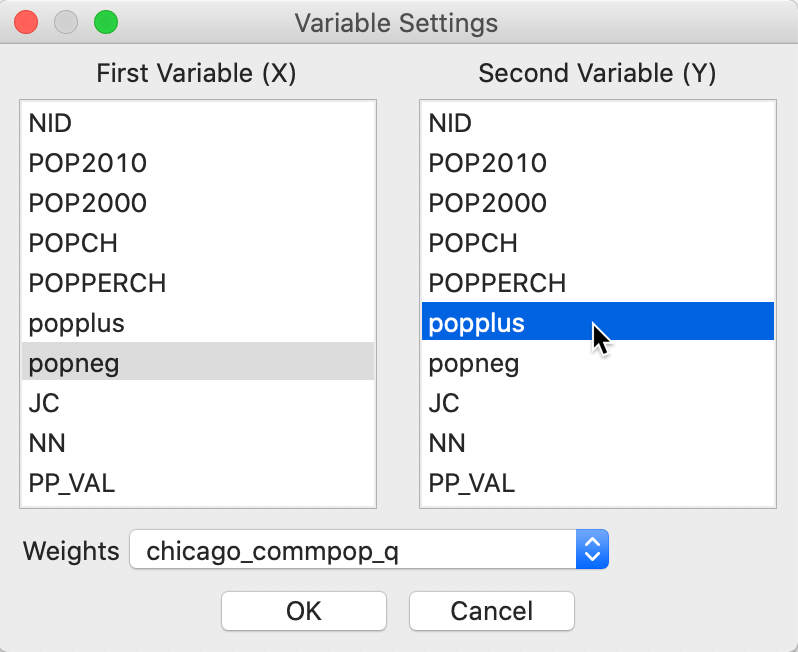 Variable Settings
First Variable (X)
NID
POP2010
POP2000
POPCH
POPPERCH
popplus
popneg
JC
NN
PP_VAL
Second Variable (Y)
NID
POP2010
POP2000
POPCH
POPPERCH
popplus
popneg
JC
NN
PP_VAL
Weights chicago_commpop_q
OK Cancel